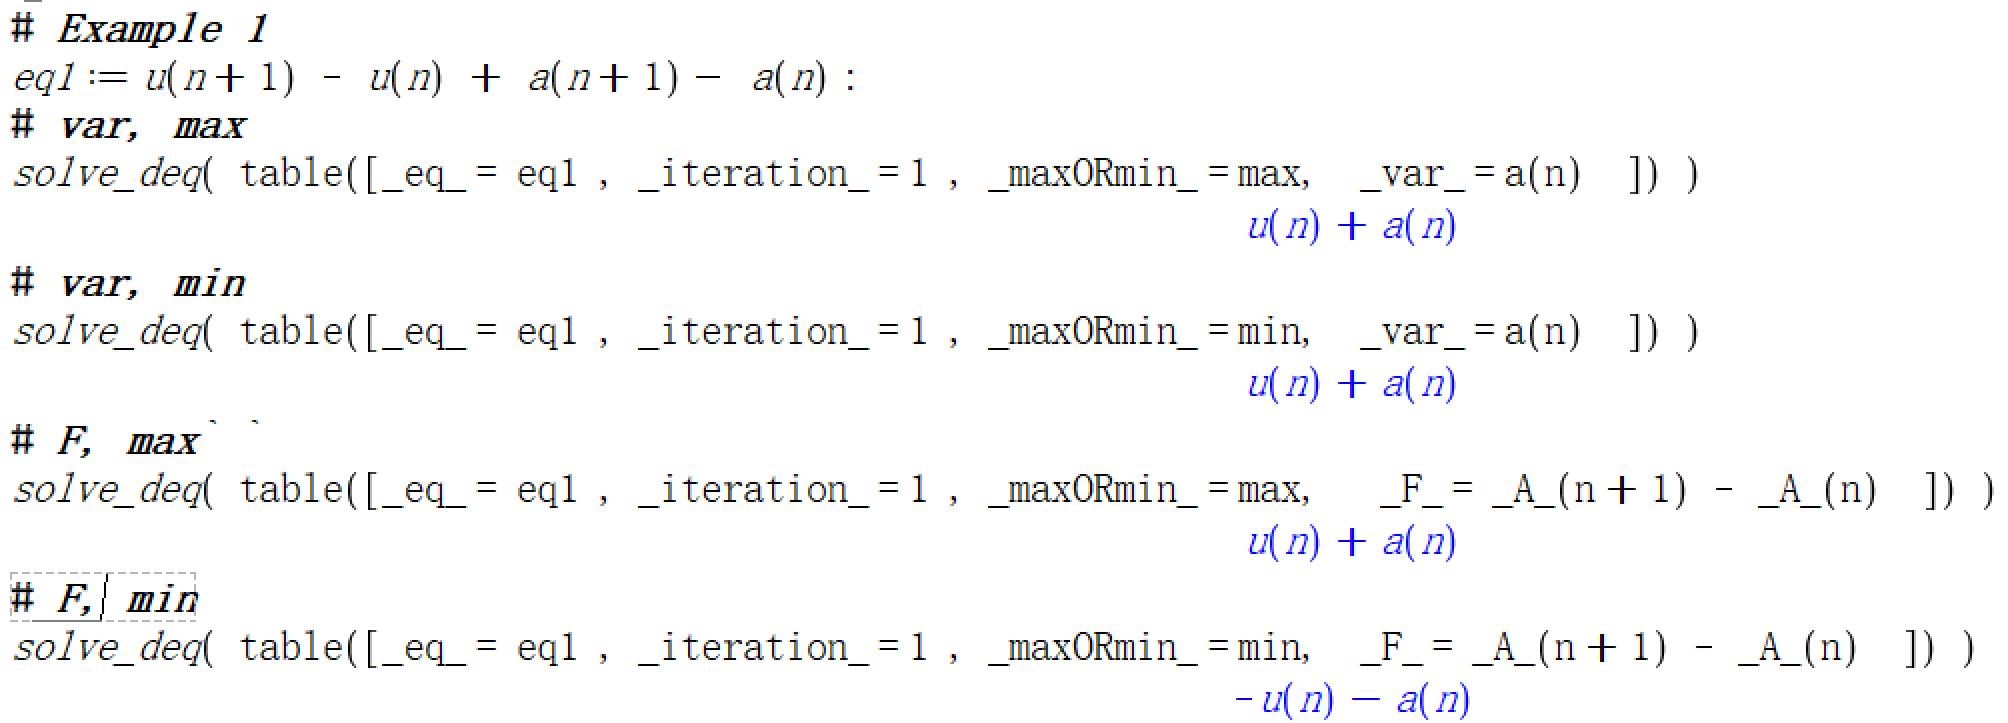 # Example 1
eq1 := u(n + 1) - u(n) + a(n + 1) - a(n) :
# var, max
solve_deq( table([_eq_ = eq1 , _iteration_ = 1 , _maxORmin_ = max, _var_ = a(n) ]) )
u(n) + a(n)
# var, min
solve_deq( table([_eq_ = eq1 , _iteration_ = 1 , _maxORmin_ = min, _var_ = a(n) ]) )
u(n) + a(n)
# F, max` `
solve_deq( table([_eq_ = eq1 , _iteration_ = 1 , _maxORmin_ = max, _F_ = _A_(n + 1) - _A_(n) ]) )
u(n) + a(n)
# F, min
solve_deq( table([_eq_ = eq1 , _iteration_ = 1 , _maxORmin_ = min, _F_ = _A_(n + 1) - _A_(n) ]) )
-u(n) - a(n)